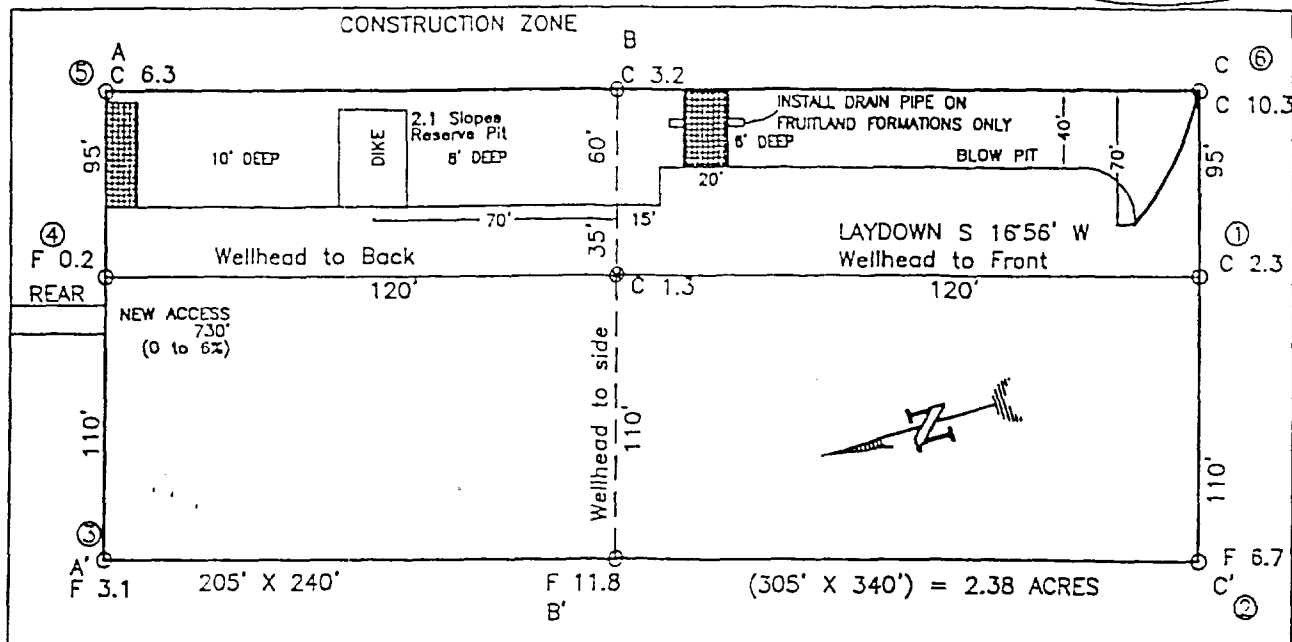 CONSTRUCTION ZONE
A
B
C ⑥
⑤ C 6.3
C 3.2
C 10.3
INSTALL DRAIN PIPE ON
FRUITLAND FORMATIONS ONLY
2.1 Slopes
Reserve Pit
95'
10' DEEP
DIKE
8' DEEP
60'
6' DEEP
BLOW PIT
40'
70'
95'
20'
70'
15'
④
F 0.2
Wellhead to Back
35'
LAYDOWN S 16°56' W
Wellhead to Front
①
C 2.3
REAR
120'
C 1.3
120'
NEW ACCESS
730'
(0 to 6%)
110'
Wellhead to side
110'
N
110'
③
A' C
F 3.1
205' X 240'
F 11.8
B'
(305' X 340') = 2.38 ACRES
F 6.7
C'
②